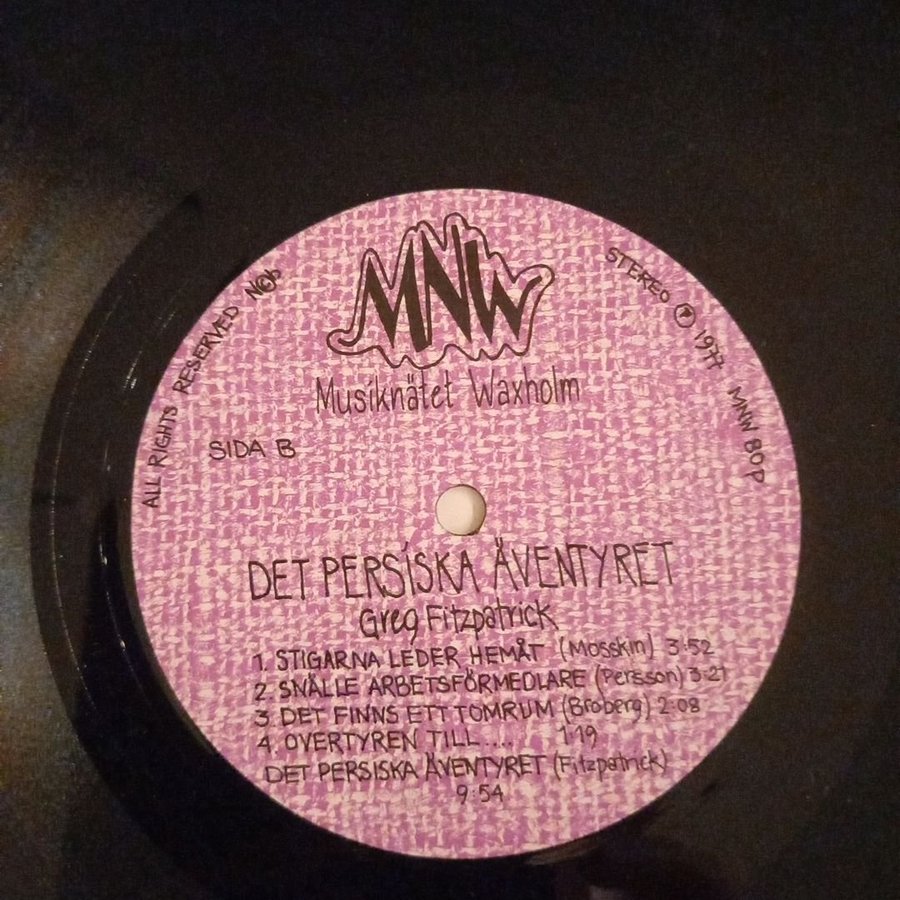 MNW
Musiknätet Waxholm
ALL RIGHTS RESERVED N©b
STEREO Ⓟ 1977 MNW 80P
SIDA B
DET PERSISKA ÄVENTYRET
Greg Fitzpatrick
1. STIGARNA LEDER HEMÅT (Mosskin) 3:52
2 SNÄLLE ARBETSFÖRMEDLARE (Persson) 3:21
3 DET FINNS ETT TOMRUM (Broberg) 2:08
4. OVERTYREN TILL.... 1:19
DET PERSISKA ÄVENTYRET (Fitzpatrick)
9:54